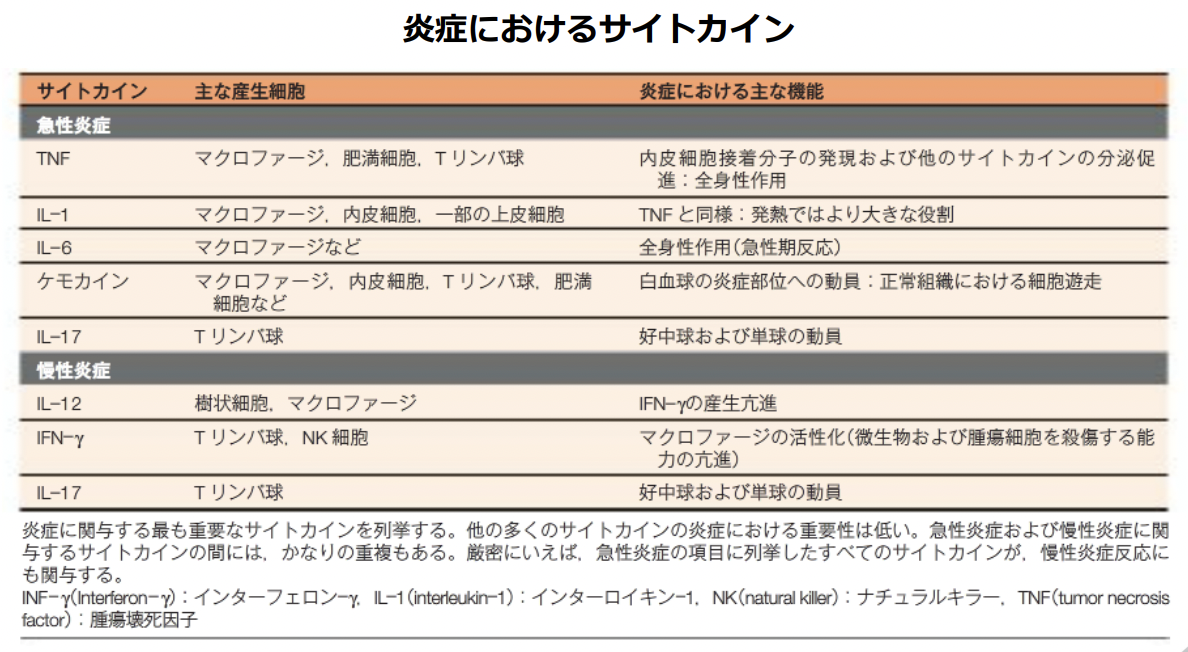 炎症におけるサイトカイン
サイトカイン 主な産生細胞 炎症における主な機能
急性炎症
TNF マクロファージ，肥満細胞，Tリンパ球 内皮細胞接着分子の発現および他のサイトカインの分泌促
進：全身性作用
IL-1 マクロファージ，内皮細胞，一部の上皮細胞 TNFと同様：発熱ではより大きな役割
IL-6 マクロファージなど 全身性作用（急性期反応）
ケモカイン マクロファージ，内皮細胞，Tリンパ球，肥満 白血球の炎症部位への動員：正常組織における細胞遊走
細胞など
IL-17 Tリンパ球 好中球および単球の動員
慢性炎症
IL-12 樹状細胞，マクロファージ IFN-γの産生亢進
IFN-γ Tリンパ球，NK細胞 マクロファージの活性化（微生物および腫瘍細胞を殺傷する能
力の亢進）
IL-17 Tリンパ球 好中球および単球の動員
炎症に関与する最も重要なサイトカインを列挙する。他の多くのサイトカインの炎症における重要性は低い。急性炎症および慢性炎症に関
与するサイトカインの間には，かなりの重複もある。厳密にいえば，急性炎症の項目に列挙したすべてのサイトカインが，慢性炎症反応に
も関与する。
INF-γ（Interferon-γ）：インターフェロン-γ，IL-1（interleukin-1）：インターロイキン-1，NK（natural killer）：ナチュラルキラー，TNF（tumor necrosis
factor）：腫瘍壊死因子